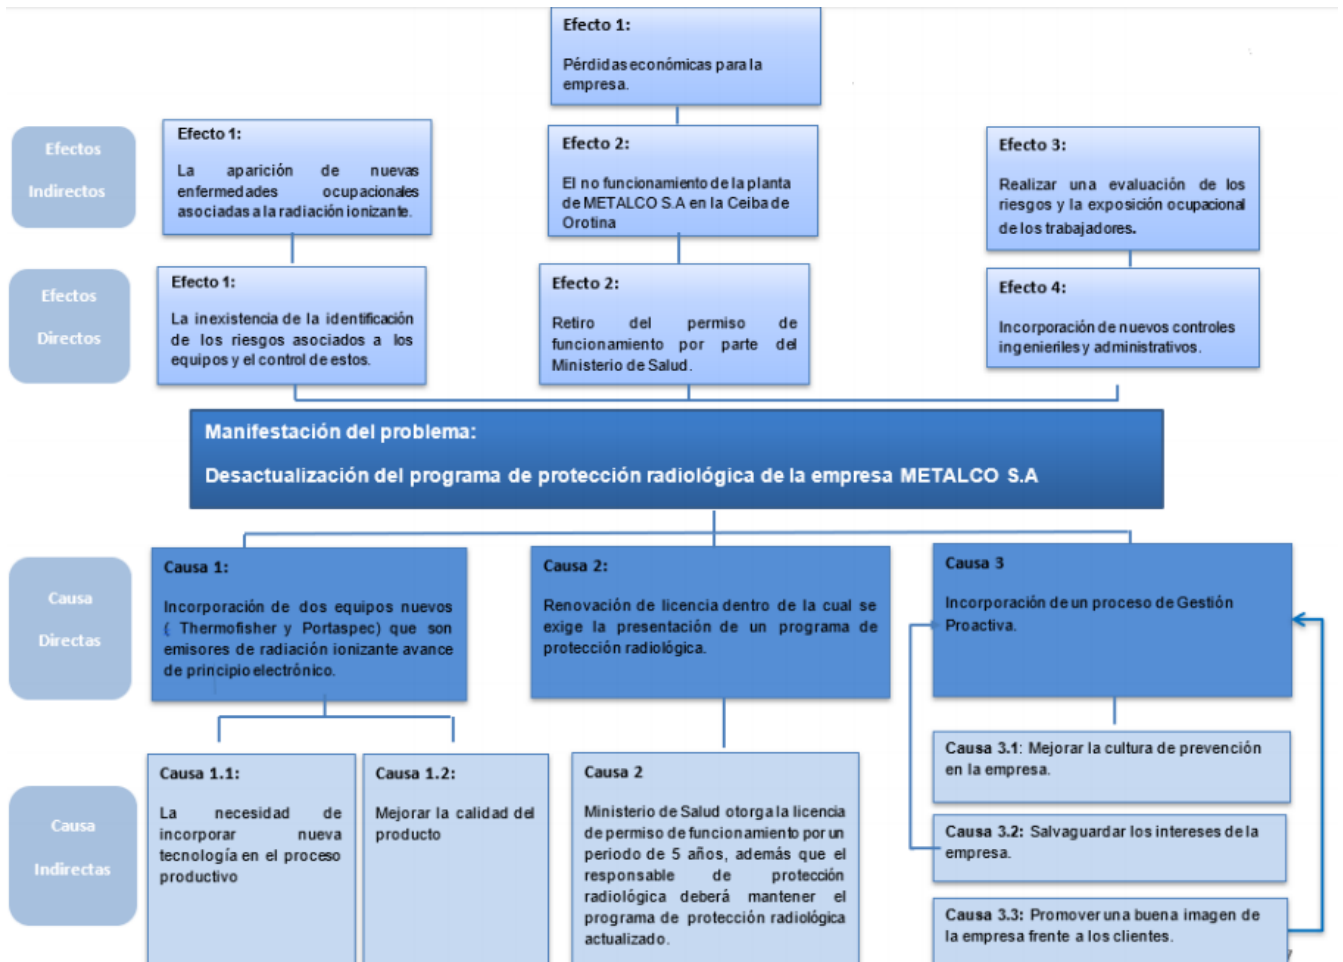 Efecto 1:
Pérdidas económicas para la
empresa.
Efectos
Indirectos
Efecto 1:
La aparición de nuevas
enfermedades ocupacionales
asociadas a la radiación ionizante.
Efecto 2:
El no funcionamiento de la planta
de METALCO S.A en la Ceiba de
Orotina
Efecto 3:
Realizar una evaluación de los
riesgos y la exposición ocupacional
de los trabajadores.
Efectos
Directos
Efecto 1:
La inexistencia de la identificación
de los riesgos asociados a los
equipos y el control de estos.
Efecto 2:
Retiro del permiso de
funcionamiento por parte del
Ministerio de Salud.
Efecto 4:
Incorporación de nuevos controles
ingenieriles y administrativos.
Manifestación del problema:
Desactualización del programa de protección radiológica de la empresa METALCO S.A
Causa
Directas
Causa 1:
Incorporación de dos equipos nuevos
( Thermofisher y Portaspec) que son
emisores de radiación ionizante avance
de principio electrónico.
Causa 2:
Renovación de licencia dentro de la cual se
exige la presentación de un programa de
protección radiológica.
Causa 3
Incorporación de un proceso de Gestión
Proactiva.
Causa
Indirectas
Causa 1.1:
La necesidad de
incorporar nueva
tecnología en el proceso
productivo
Causa 1.2:
Mejorar la calidad del
producto
Causa 2
Ministerio de Salud otorga la licencia
de permiso de funcionamiento por un
periodo de 5 años, además que el
responsable de protección
radiológica deberá mantener el
programa de protección radiológica
actualizado.
Causa 3.1: Mejorar la cultura de prevención
en la empresa.
Causa 3.2: Salvaguardar los intereses de la
empresa.
Causa 3.3: Promover una buena imagen de
la empresa frente a los clientes.